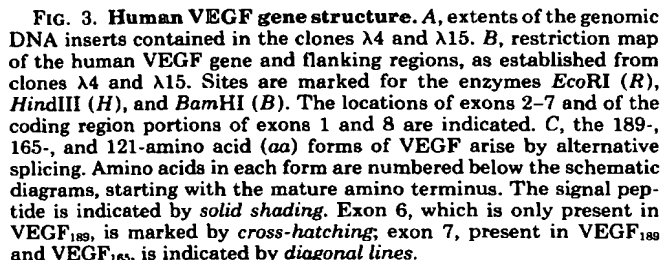 FIG. 3. Human VEGF gene structure. A, extents of the genomic
DNA inserts contained in the clones λ4 and λ15. B, restriction map
of the human VEGF gene and flanking regions, as established from
clones λ4 and λ15. Sites are marked for the enzymes EcoRI (R),
HindIII (H), and BamHI (B). The locations of exons 2–7 and of the
coding region portions of exons 1 and 8 are indicated. C, the 189-,
165-, and 121-amino acid (aa) forms of VEGF arise by alternative
splicing. Amino acids in each form are numbered below the schematic
diagrams, starting with the mature amino terminus. The signal pep-
tide is indicated by solid shading. Exon 6, which is only present in
VEGF₁₈₉, is marked by cross-hatching; exon 7, present in VEGF₁₈₉
and VEGF₁₆₅, is indicated by diagonal lines.